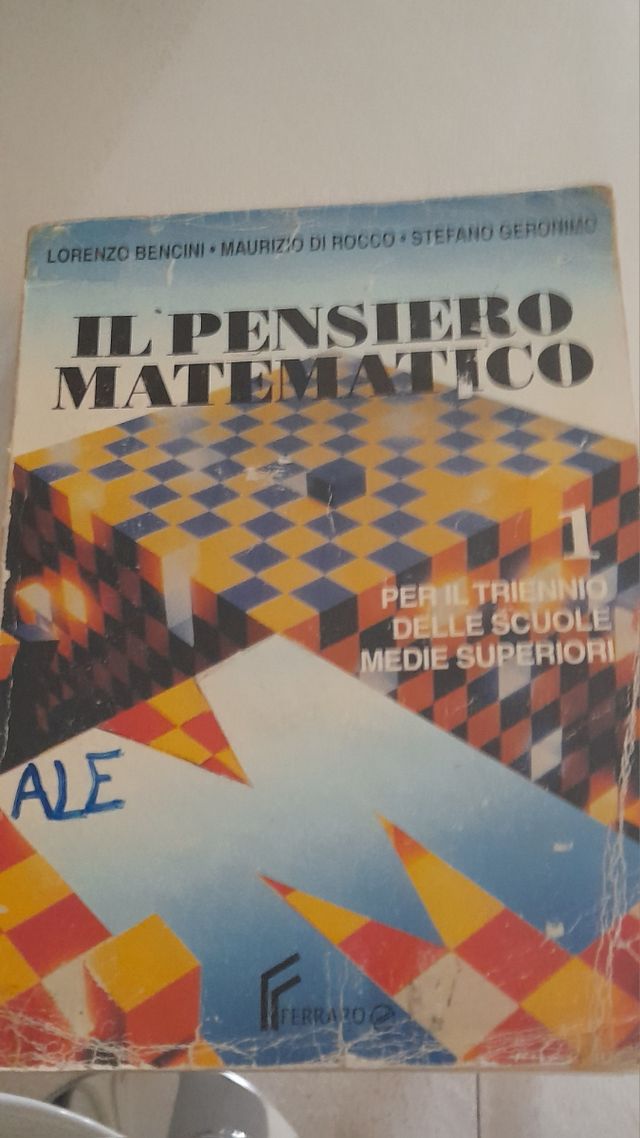 LORENZO BENCINI • MAURIZIO DI ROCCO • STEFANO GERONIMO
IL PENSIERO
MATEMATICO
1
PER IL TRIENNIO
DELLE SCUOLE
MEDIE SUPERIORI
ALE
FERRARO